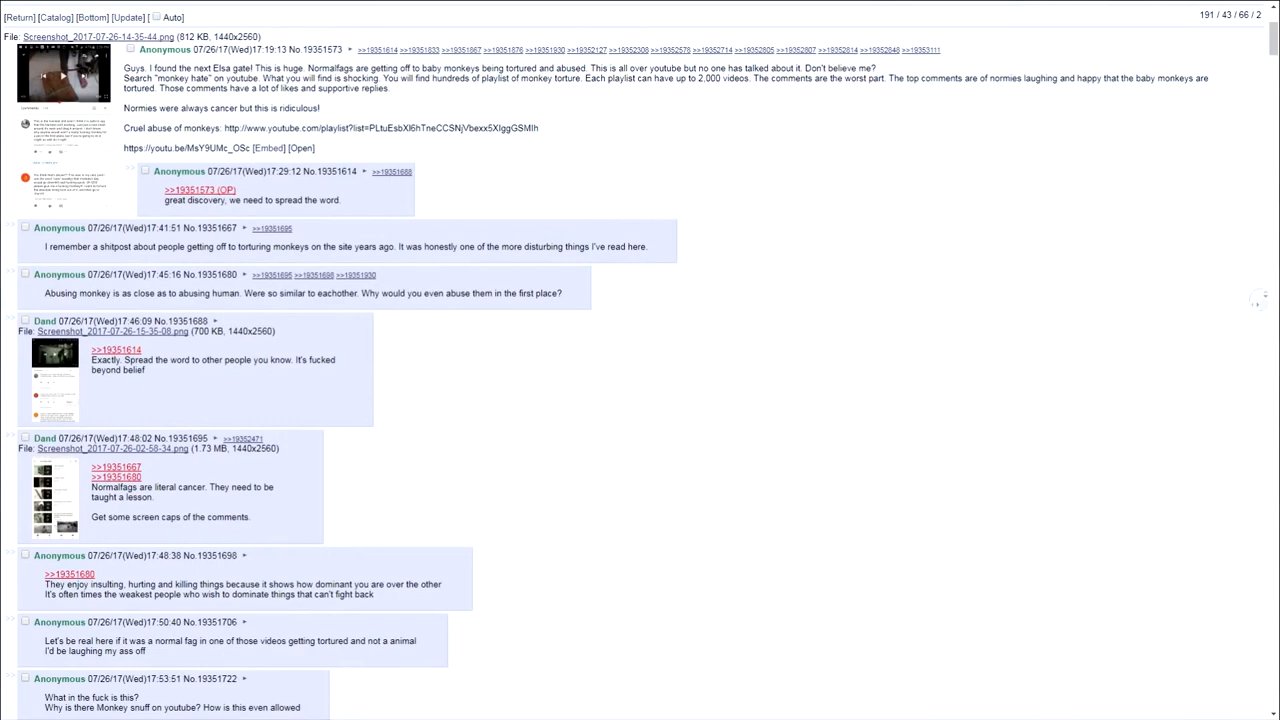 [Return] [Catalog] [Bottom] [Update] [ Auto]
191 / 43 / 66 / 2
File: Screenshot_2017-07-26-14-35-44.png (812 KB, 1440x2560)
Anonymous 07/26/17(Wed)17:19:13 No.19351573 >>19351614 >>19351833 >>19351867 >>19351876 >>19351930 >>19352127 >>19352308 >>19352578 >>19352714 >>19352805 >>19352807 >>19352814 >>19352848 >>19353111
Guys. I found the next Elsa gate! This is huge. Normalfags are getting off to baby monkeys being tortured and abused. This is all over youtube but no one has talked about it. Don't believe me?
Search "monkey hate" on youtube. What you will find is shocking. You will find hundreds of playlist of monkey torture. Each playlist can have up to 2,000 videos. The comments are the worst part. The top comments are of normies laughing and happy that the baby monkeys are
tortured. Those comments have a lot of likes and supportive replies.
Normies were always cancer but this is ridiculous!
Cruel abuse of monkeys: http://www.youtube.com/playlist?
https://youtu.be/MsY9UMc_OSc [Embed] [Open]
Anonymous 07/26/17(Wed)17:29:12 No.19351614 >>19351688
>>19351573 (OP)
great discovery, we need to spread the word.
Anonymous 07/26/17(Wed)17:41:51 No.19351667 >>19351695
I remember a shitpost about people getting off to torturing monkeys on the site years ago. It was honestly one of the more disturbing things I've read here.
Anonymous 07/26/17(Wed)17:45:16 No.19351680 >>19351695 >>19351698 >>19351930
Abusing monkey is as close as to abusing human. Were so similar to eachother. Why would you even abuse them in the first place?
Dand 07/26/17(Wed)17:46:09 No.19351688
File: Screenshot_2017-07-26-15-35-08.png (700 KB, 1440x2560)
>>19351614
Exactly. Spread the word to other people you know. It's fucked
beyond belief
Dand 07/26/17(Wed)17:48:02 No.19351695 >>19352471
File: Screenshot_2017-07-26-02-58-34.png (1.73 MB, 1440x2560)
>>19351667
>>19351680
Normalfags are literal cancer. They need to be
taught a lesson.
Get some screen caps of the comments.
Anonymous 07/26/17(Wed)17:48:38 No.19351698
>>19351680
They enjoy insulting, hurting and killing things because it shows how dominant you are over the other
It's often times the weakest people who wish to dominate things that can't fight back
Anonymous 07/26/17(Wed)17:50:40 No.19351706
Let's be real here if it was a normal fag in one of those videos getting tortured and not a animal
I'd be laughing my ass off
Anonymous 07/26/17(Wed)17:53:51 No.19351722
What in the fuck is this?
Why is there Monkey snuff on youtube? How is this even allowed